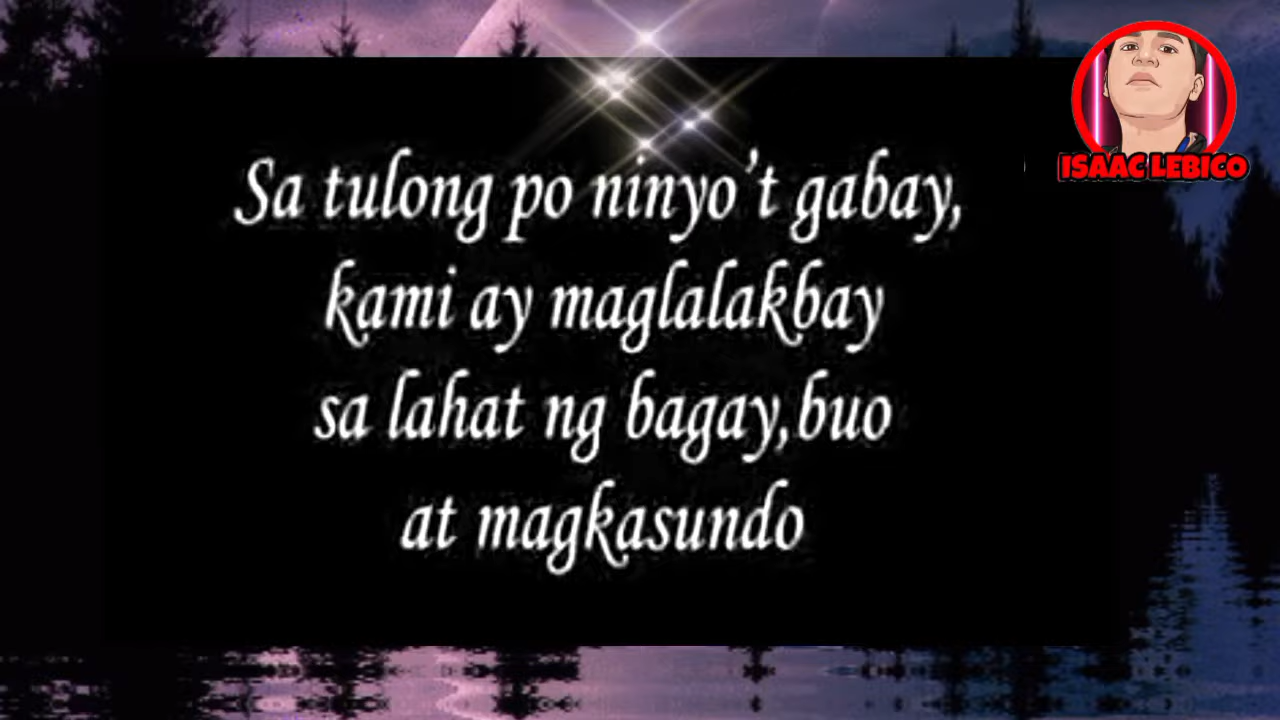 ISAAC LEBICO
Sa tulong po ninyo’t gabay,
kami ay maglalakbay
sa lahat ng bagay,buo
at magkasundo